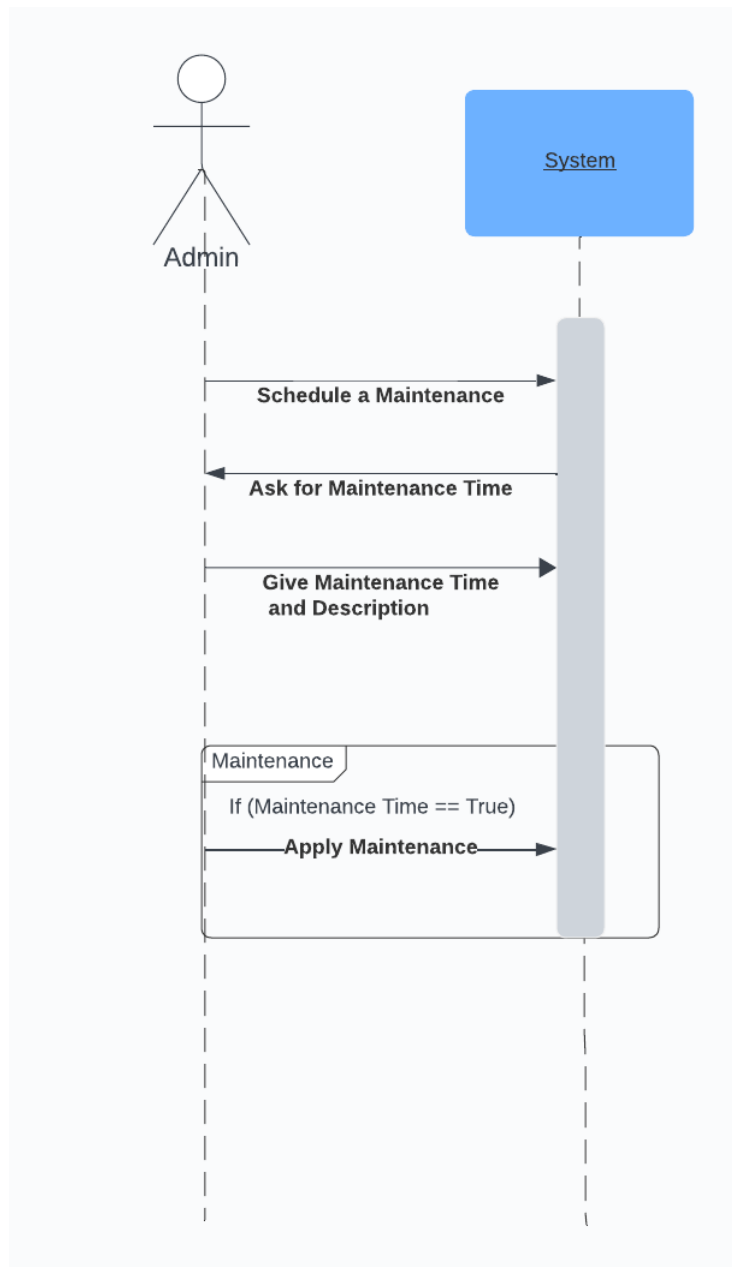 System
Admin
Schedule a Maintenance
Ask for Maintenance Time
Give Maintenance Time
and Description
Maintenance
If (Maintenance Time == True)
Apply Maintenance